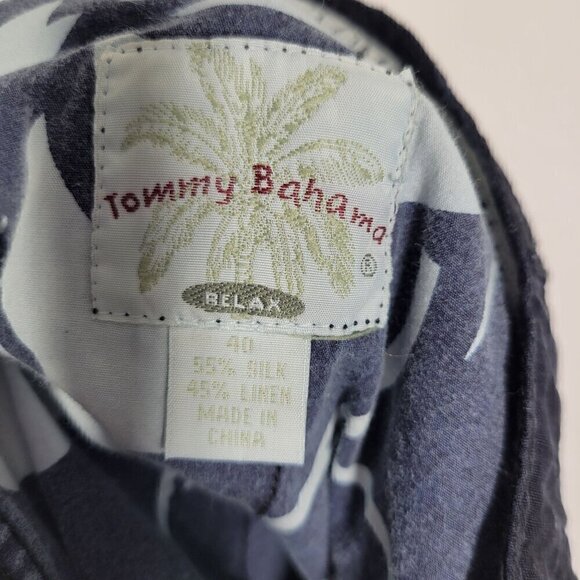 Tommy Bahama
®
RELAX
40
55% SILK
45% LINEN
MADE IN
CHINA